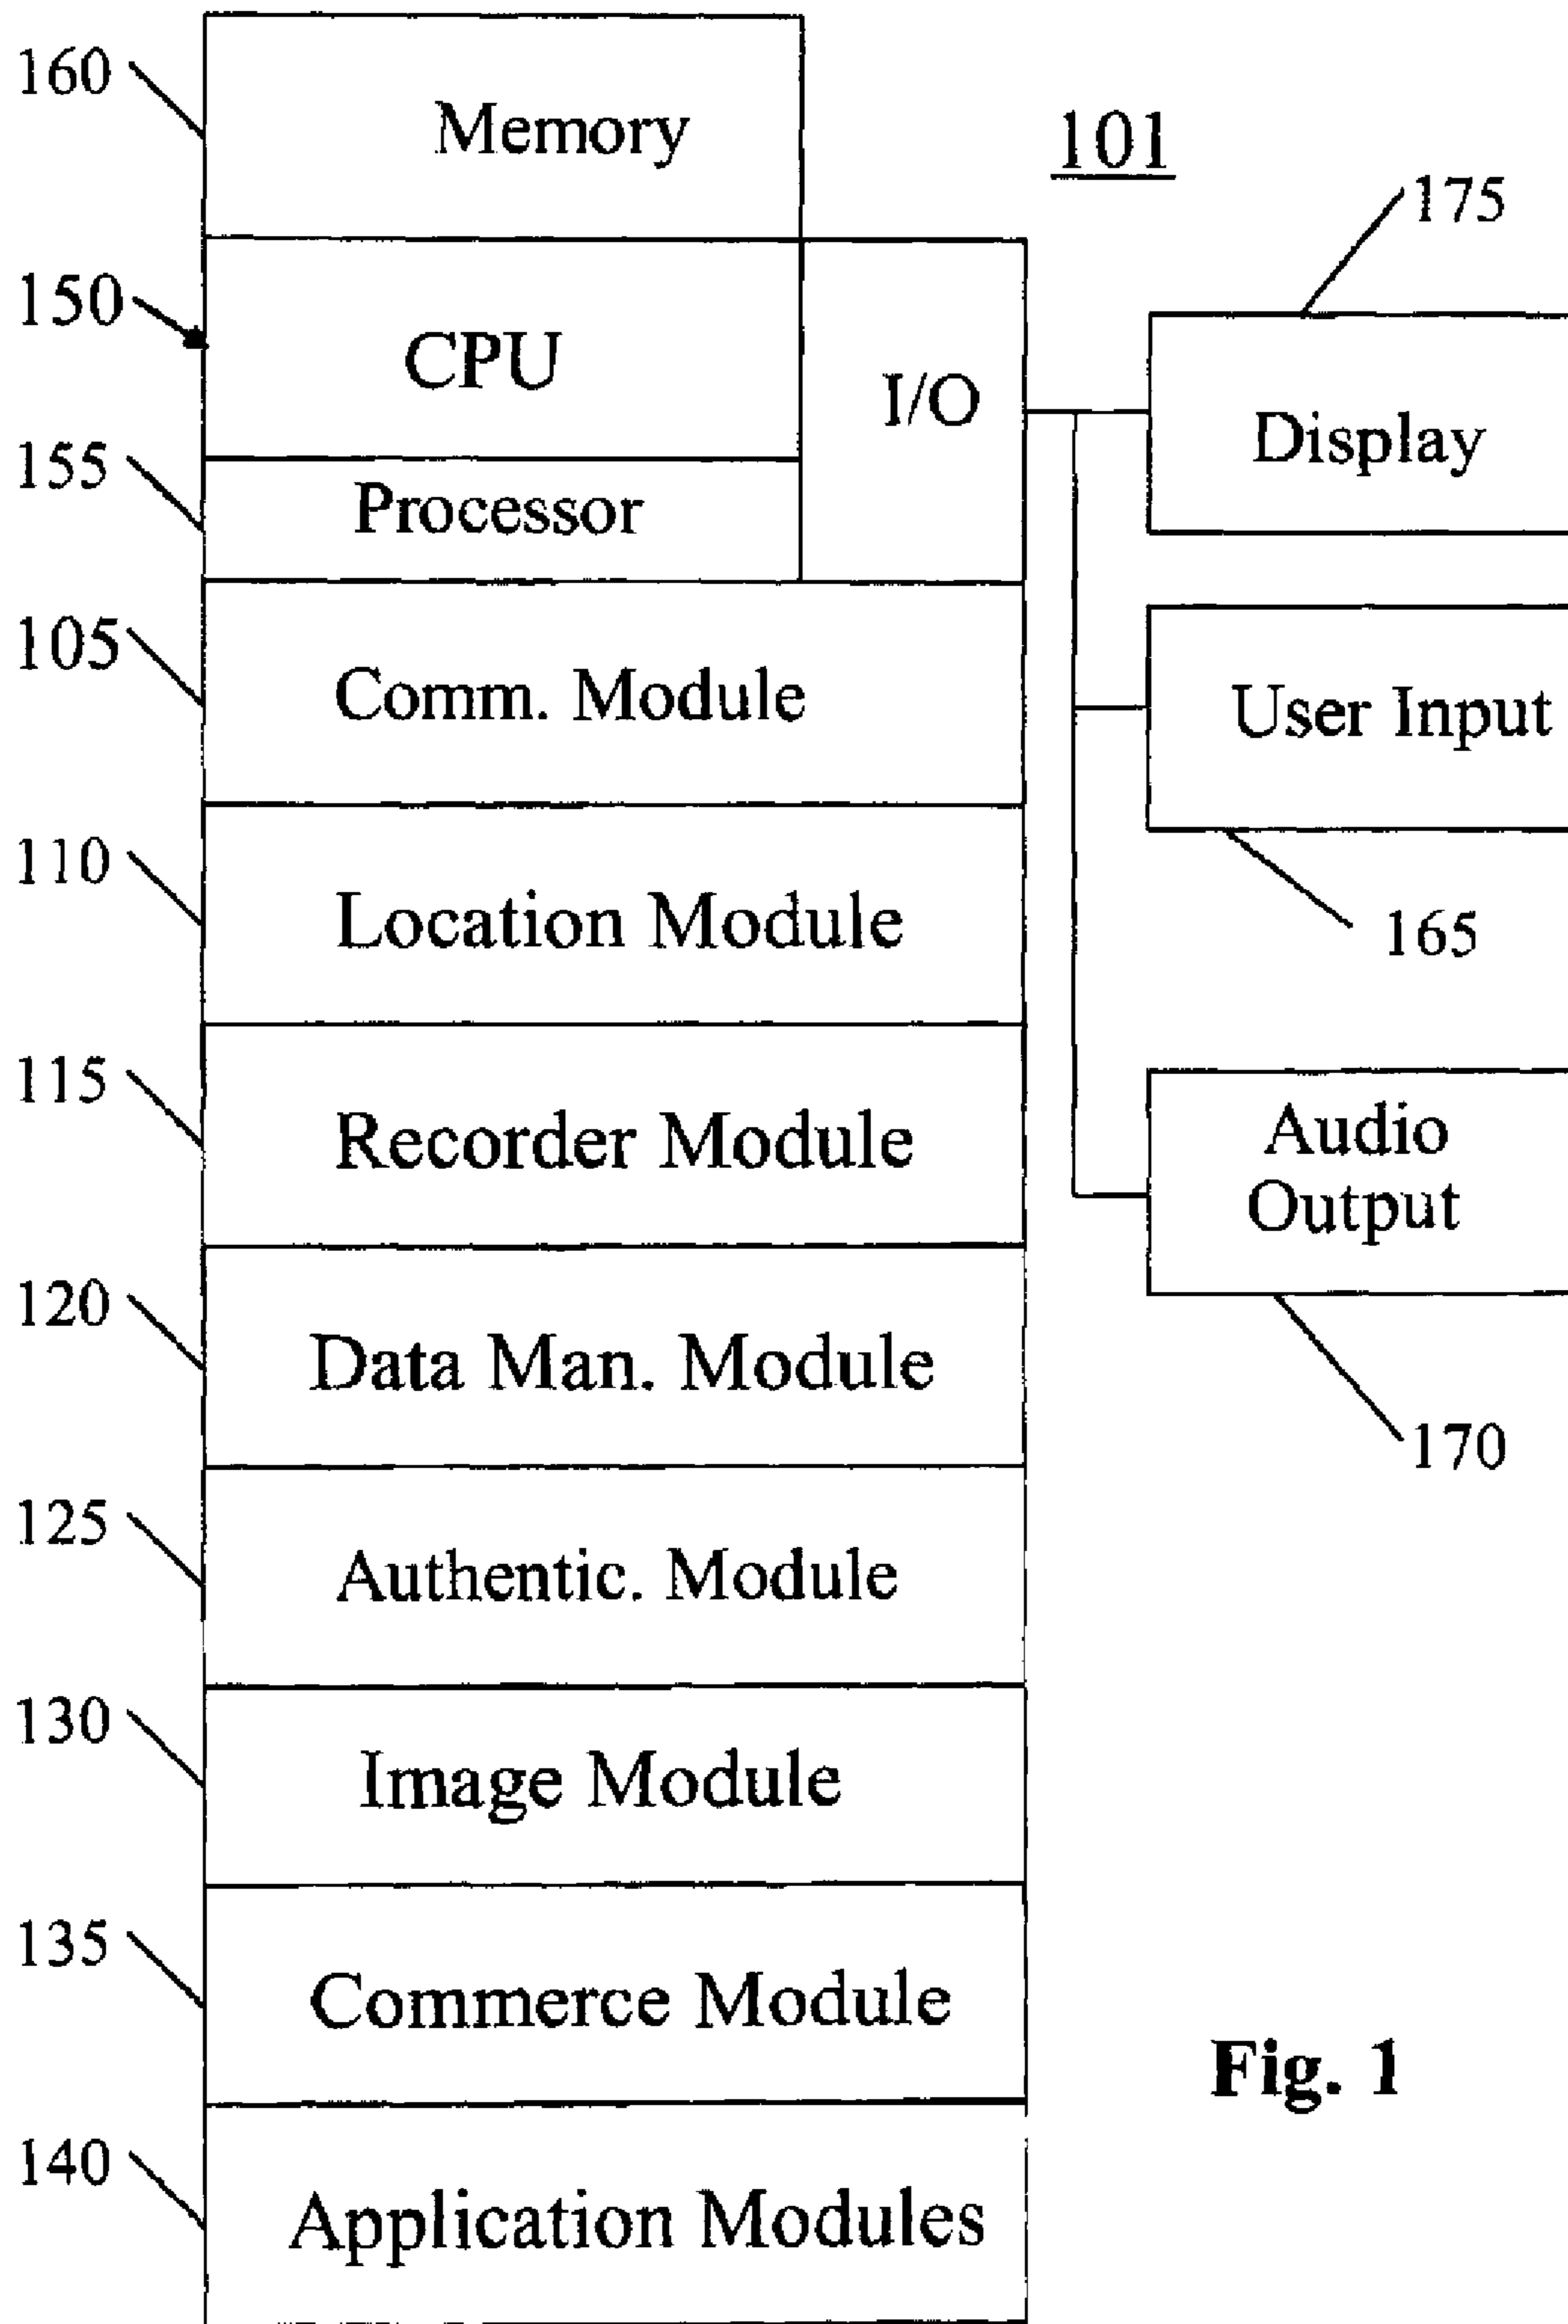 160
Memory
101
175
150
CPU
I/O
Display
155
Processor
105
Comm. Module
User Input
110
Location Module
165
115
Recorder Module
Audio
Output
120
Data Man. Module
170
125
Authentic. Module
130
Image Module
135
Commerce Module
Fig. 1
140
Application Modules